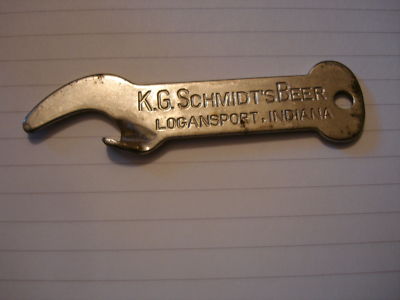 K.G. SCHMIDT'S BEER
LOGANSPORT, INDIANA